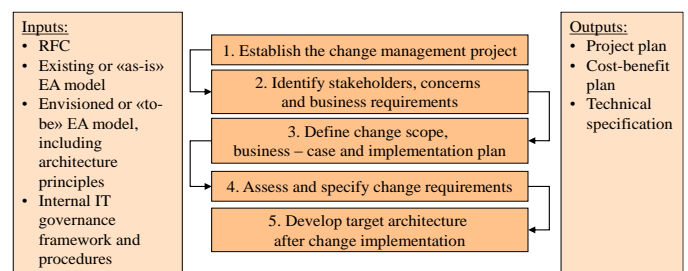 Inputs:
• RFC
• Existing or «as-is»
EA model
• Envisioned or «to-
be» EA model,
including
architecture
principles
• Internal IT
governance
framework and
procedures
1. Establish the change management project
2. Identify stakeholders, concerns
and business requirements
3. Define change scope,
business – case and implementation plan
4. Assess and specify change requirements
5. Develop target architecture
after change implementation
Outputs:
• Project plan
• Cost-benefit
plan
• Technical
specification